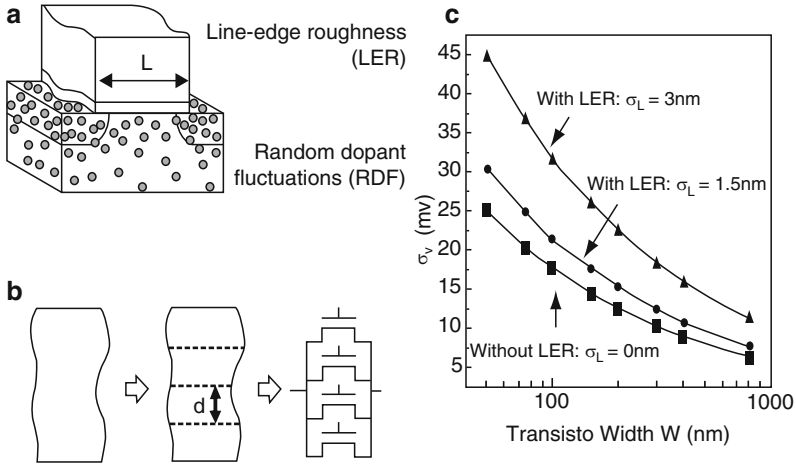 a
Line-edge roughness
(LER)
L
Random dopant
fluctuations (RDF)
b
d
c
45
40
35
30
25
20
15
10
5
σv (mv)
With LER: σL = 3nm
With LER: σL = 1.5nm
Without LER: σL = 0nm
100
1000
Transisto Width W (nm)